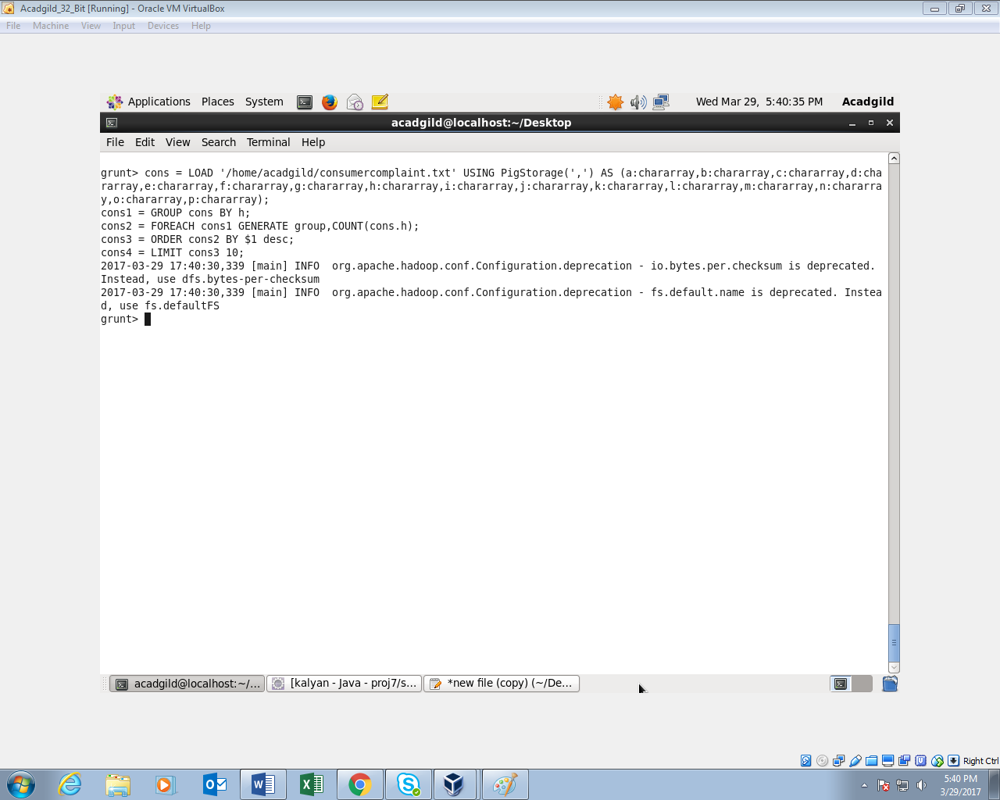 Acadgild_32_Bit [Running] - Oracle VM VirtualBox
File Machine View Input Devices Help
Applications Places System Wed Mar 29, 5:40:35 PM Acadgild
acadgild@localhost:~/Desktop
File Edit View Search Terminal Help
grunt> cons = LOAD '/home/acadgild/consumercomplaint.txt' USING PigStorage(',') AS (a:chararray,b:chararray,c:chararray,d:cha
rarray,e:chararray,f:chararray,g:chararray,h:chararray,i:chararray,j:chararray,k:chararray,l:chararray,m:chararray,n:chararra
y,o:chararray,p:chararray);
cons1 = GROUP cons BY h;
cons2 = FOREACH cons1 GENERATE group,COUNT(cons.h);
cons3 = ORDER cons2 BY $1 desc;
cons4 = LIMIT cons3 10;
2017-03-29 17:40:30,339 [main] INFO  org.apache.hadoop.conf.Configuration.deprecation - io.bytes.per.checksum is deprecated.
Instead, use dfs.bytes-per-checksum
2017-03-29 17:40:30,339 [main] INFO  org.apache.hadoop.conf.Configuration.deprecation - fs.default.name is deprecated. Instea
d, use fs.defaultFS
grunt>
acadgild@localhost:~/... [kalyan - Java - proj7/s... *new file (copy) (~/De...
Right Ctrl
5:40 PM
3/29/2017